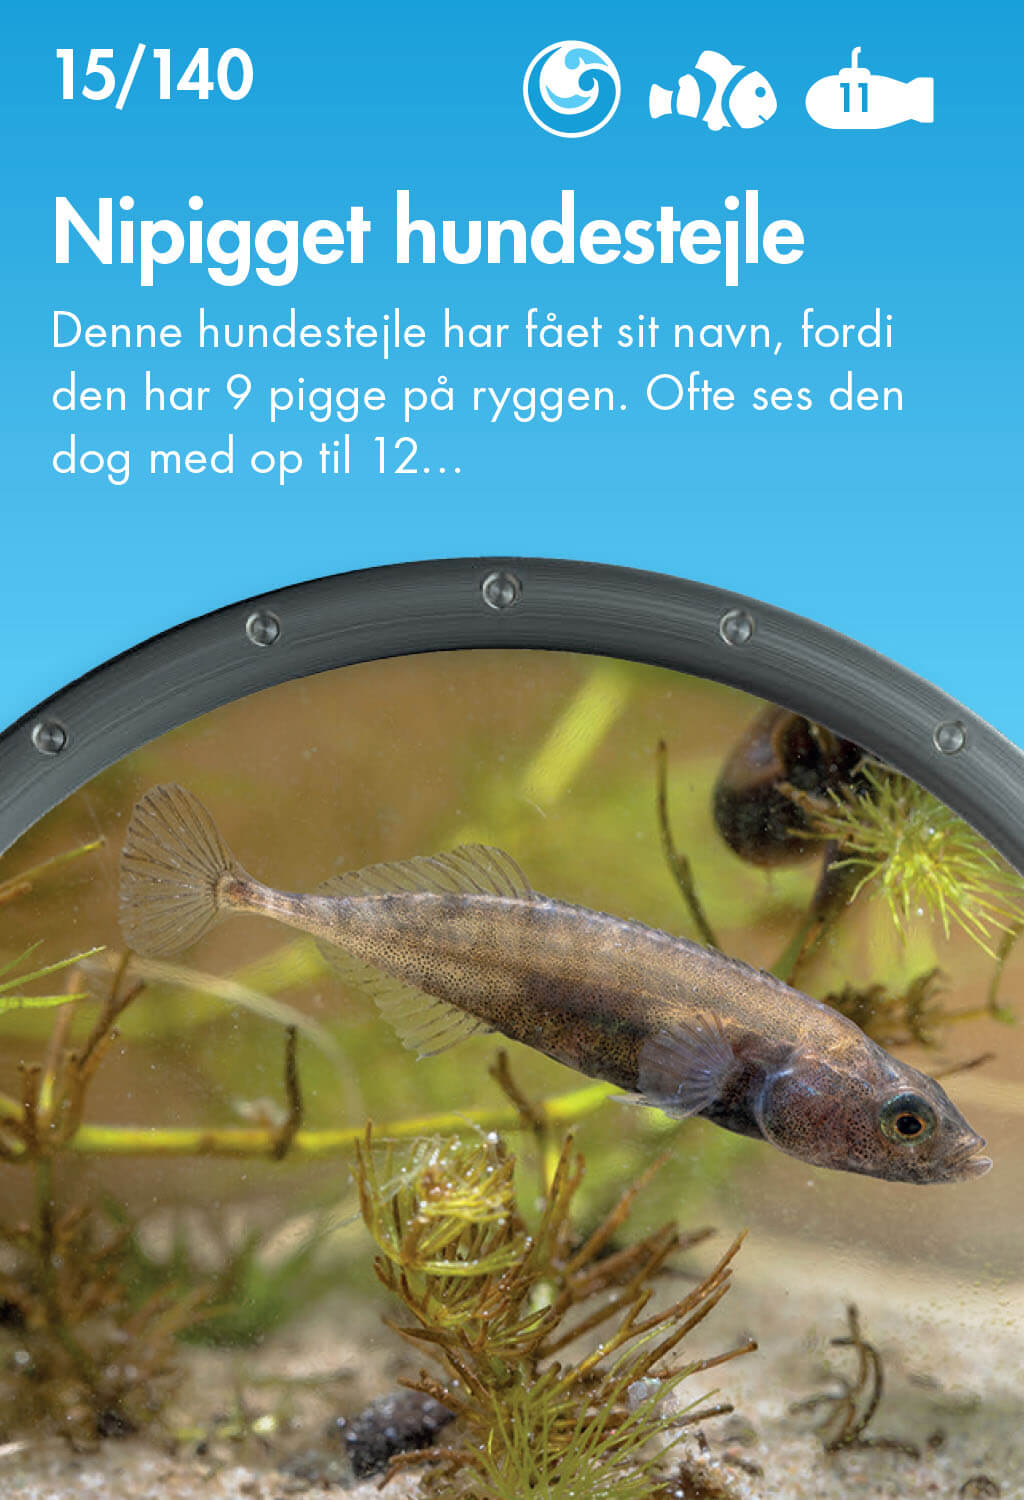 15/140
11
Nipigget hundestejle
Denne hundestejle har fået sit navn, fordi
den har 9 pigge på ryggen. Ofte ses den
dog med op til 12...